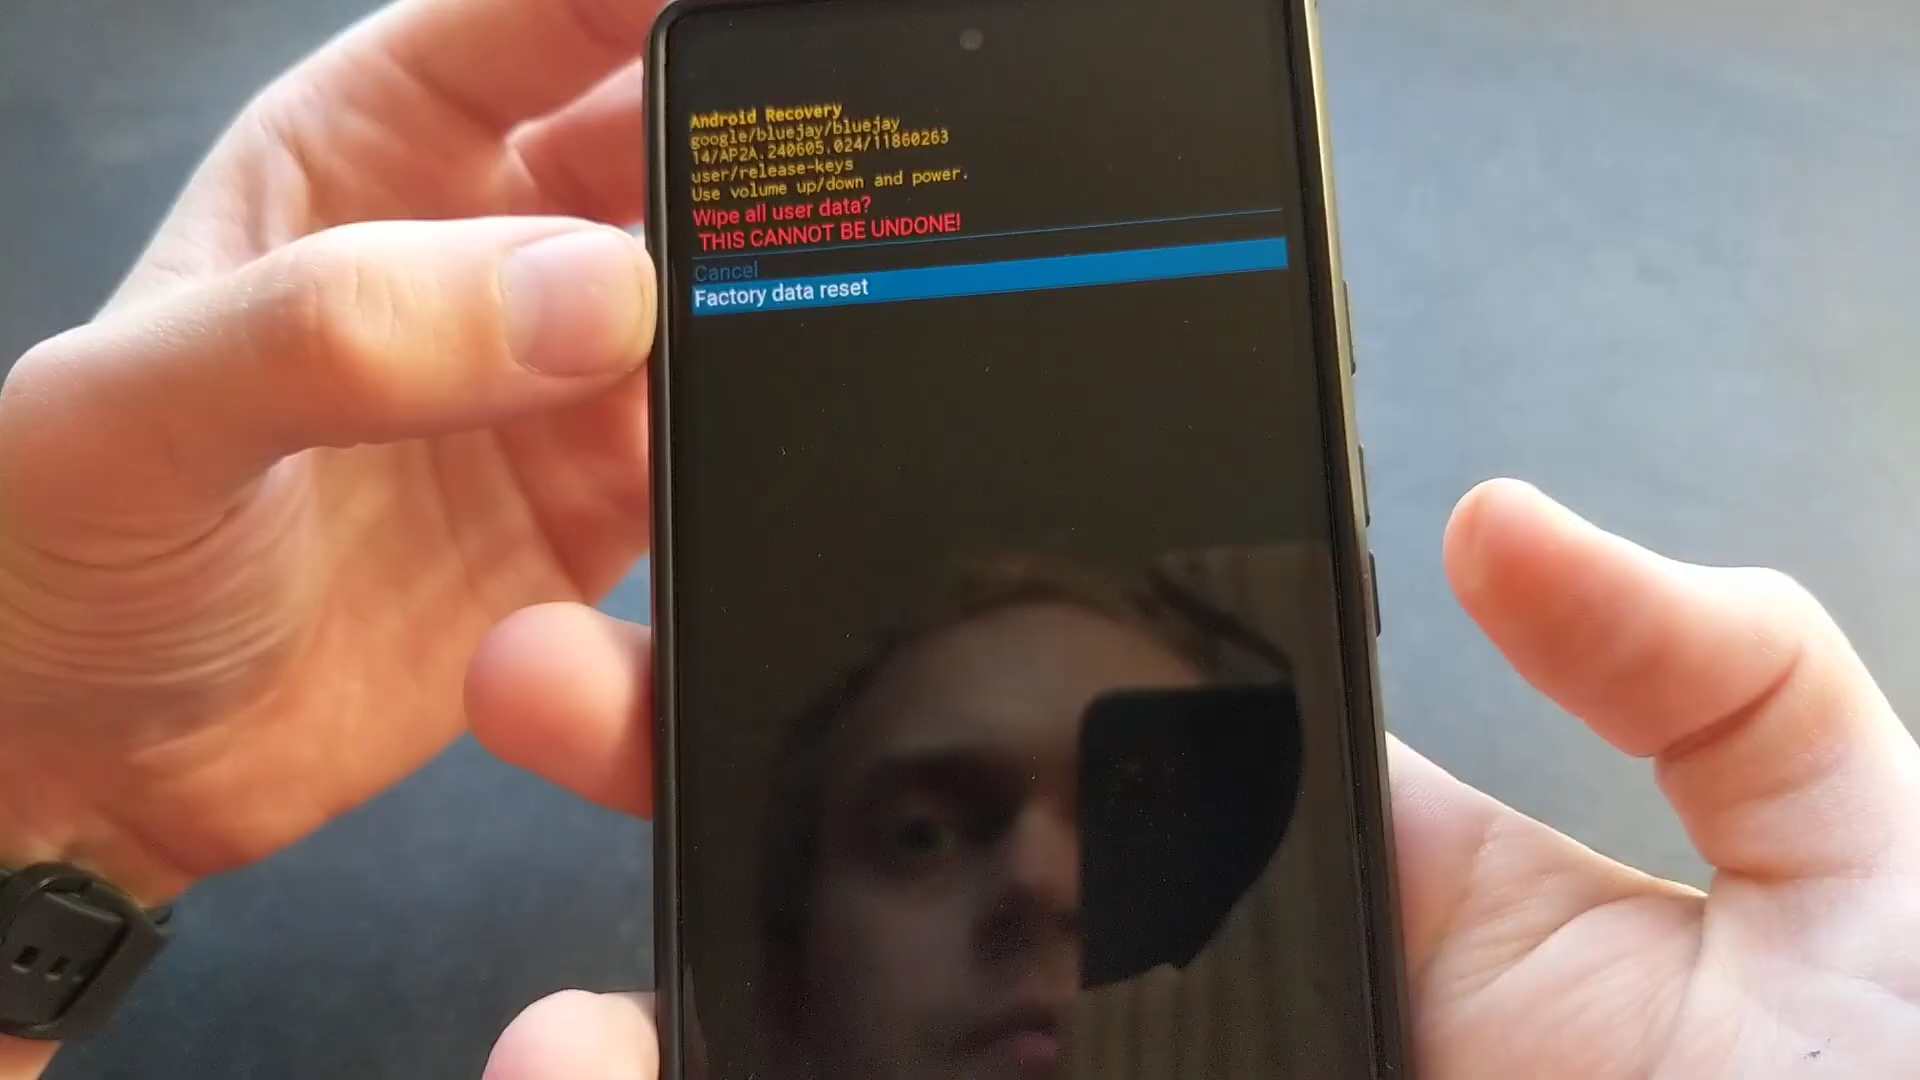 Android Recovery
google/bluejay/bluejay
14/AP2A.240605.024/11860263
user/release-keys
Use volume up/down and power.
Wipe all user data?
THIS CANNOT BE UNDONE!
Cancel
Factory data reset